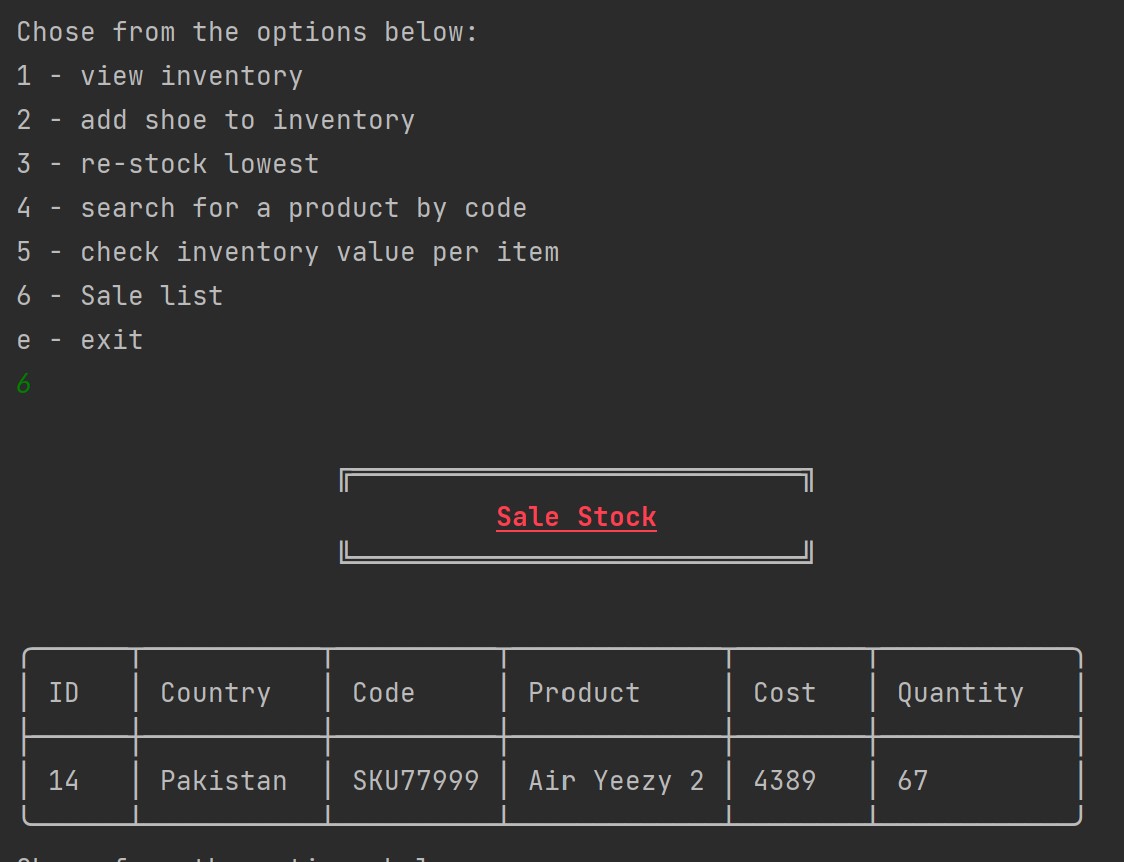 Chose from the options below:
1 - view inventory
2 - add shoe to inventory
3 - re-stock lowest
4 - search for a product by code
5 - check inventory value per item
6 - Sale list
e - exit
6
Sale Stock
ID Country Code Product Cost Quantity
14 Pakistan SKU77999 Air Yeezy 2 4389 67